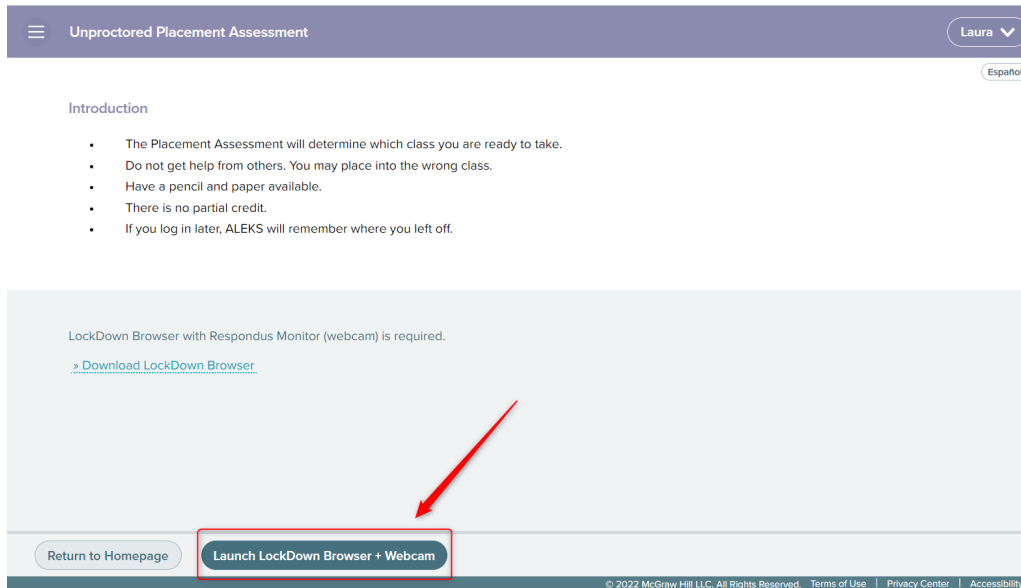 Unproctored Placement Assessment
Laura
Español
Introduction
• The Placement Assessment will determine which class you are ready to take.
• Do not get help from others. You may place into the wrong class.
• Have a pencil and paper available.
• There is no partial credit.
• If you log in later, ALEKS will remember where you left off.
LockDown Browser with Respondus Monitor (webcam) is required.
» Download LockDown Browser
Return to Homepage
Launch LockDown Browser + Webcam
© 2022 McGraw Hill LLC. All Rights Reserved. Terms of Use | Privacy Center | Accessibility